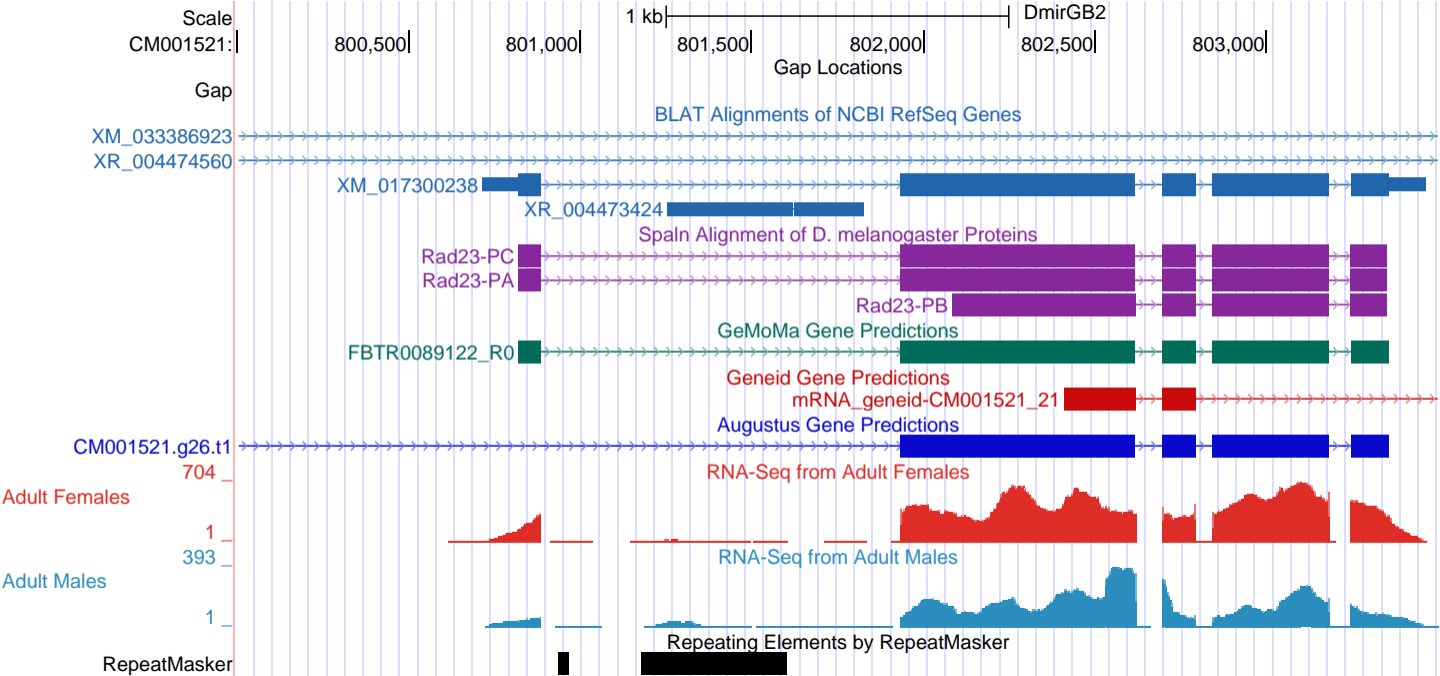 Scale 1 kb DmirGB2
CM001521: 800,500 801,000 801,500 802,000 802,500 803,000
Gap Locations
Gap
BLAT Alignments of NCBI RefSeq Genes
XM_033386923
XR_004474560
XM_017300238
XR_004473424
Spaln Alignment of D. melanogaster Proteins
Rad23-PC
Rad23-PA
Rad23-PB
GeMoMa Gene Predictions
FBTR0089122_R0
Geneid Gene Predictions
mRNA_geneid-CM001521_21
Augustus Gene Predictions
CM001521.g26.t1
704 _ RNA-Seq from Adult Females
Adult Females
1 _
393 _ RNA-Seq from Adult Males
Adult Males
1 _
Repeating Elements by RepeatMasker
RepeatMasker